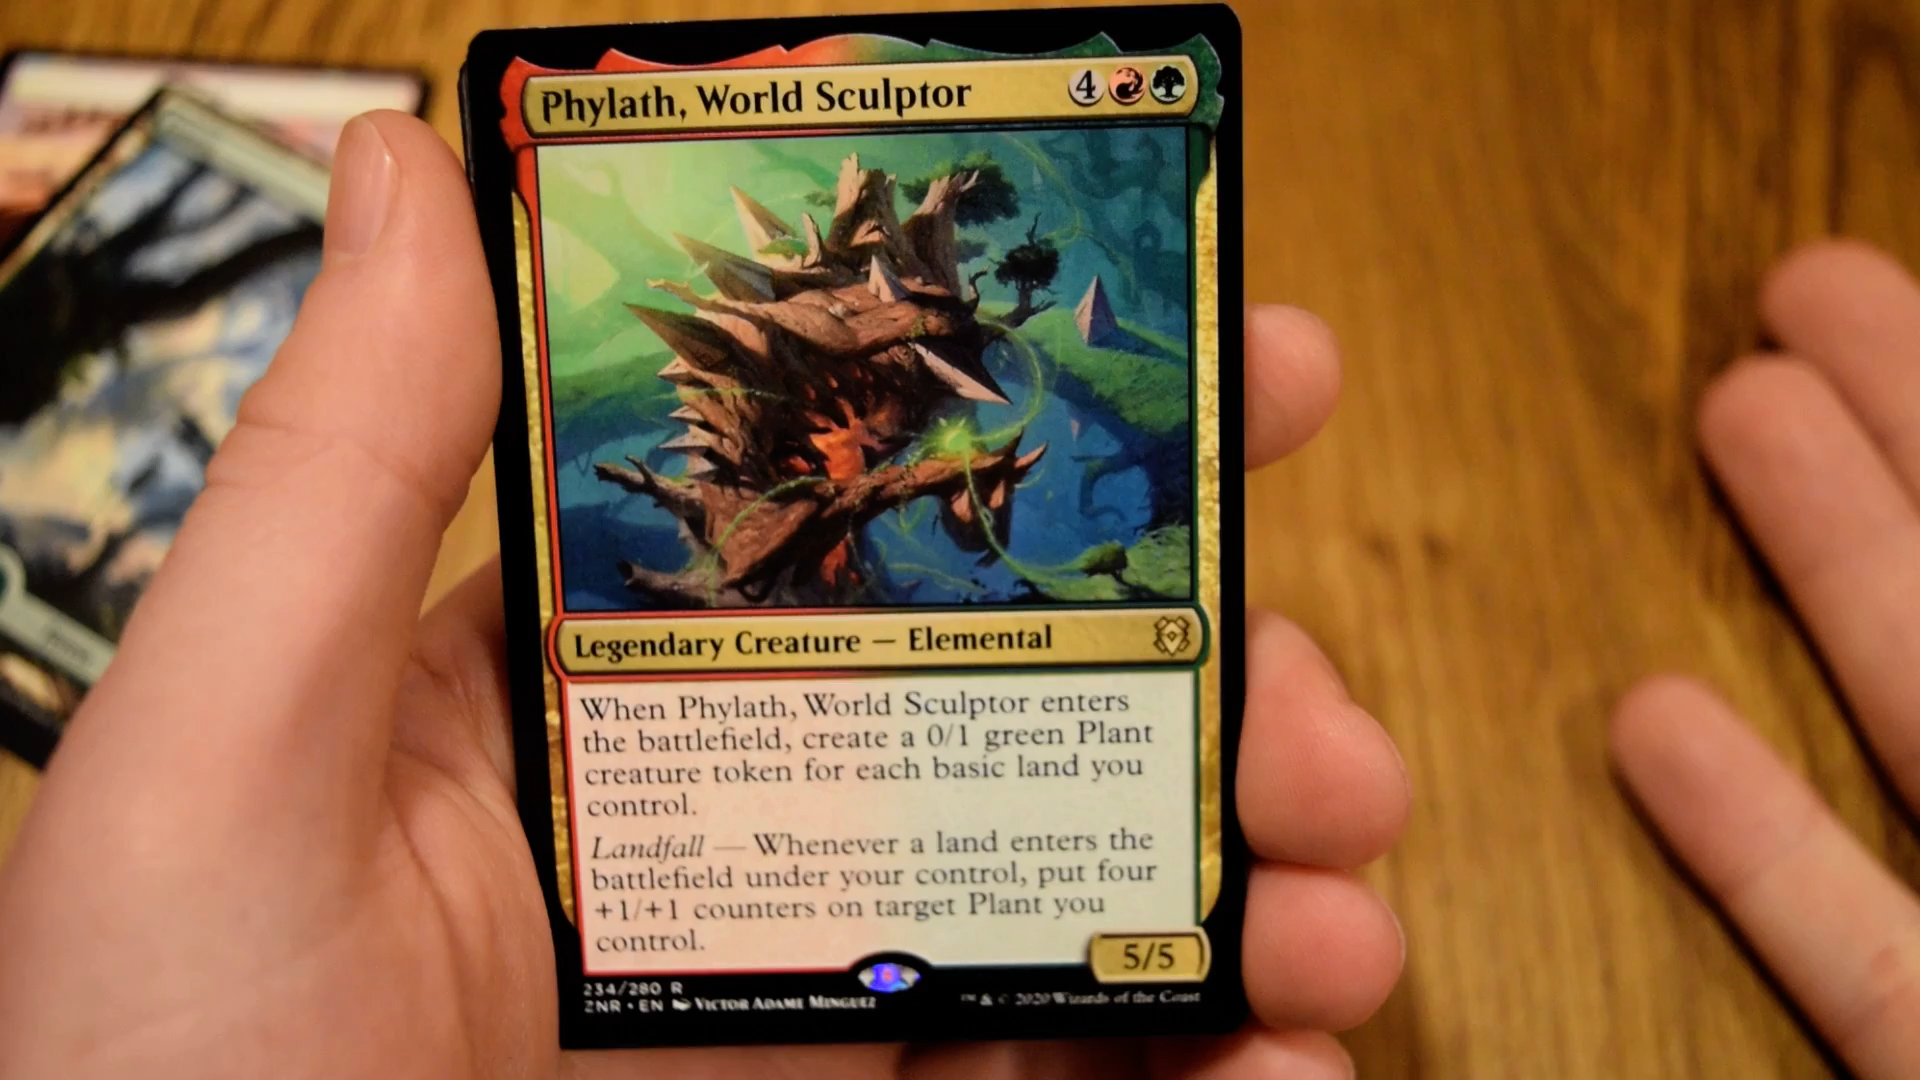 Phylath, World Sculptor 4
Legendary Creature — Elemental
When Phylath, World Sculptor enters
the battlefield, create a 0/1 green Plant
creature token for each basic land you
control.
Landfall — Whenever a land enters the
battlefield under your control, put four
+1/+1 counters on target Plant you
control.
5/5
234/280 R
ZNR • EN Victor Adame Minguez
™ & © 2020 Wizards of the Coast